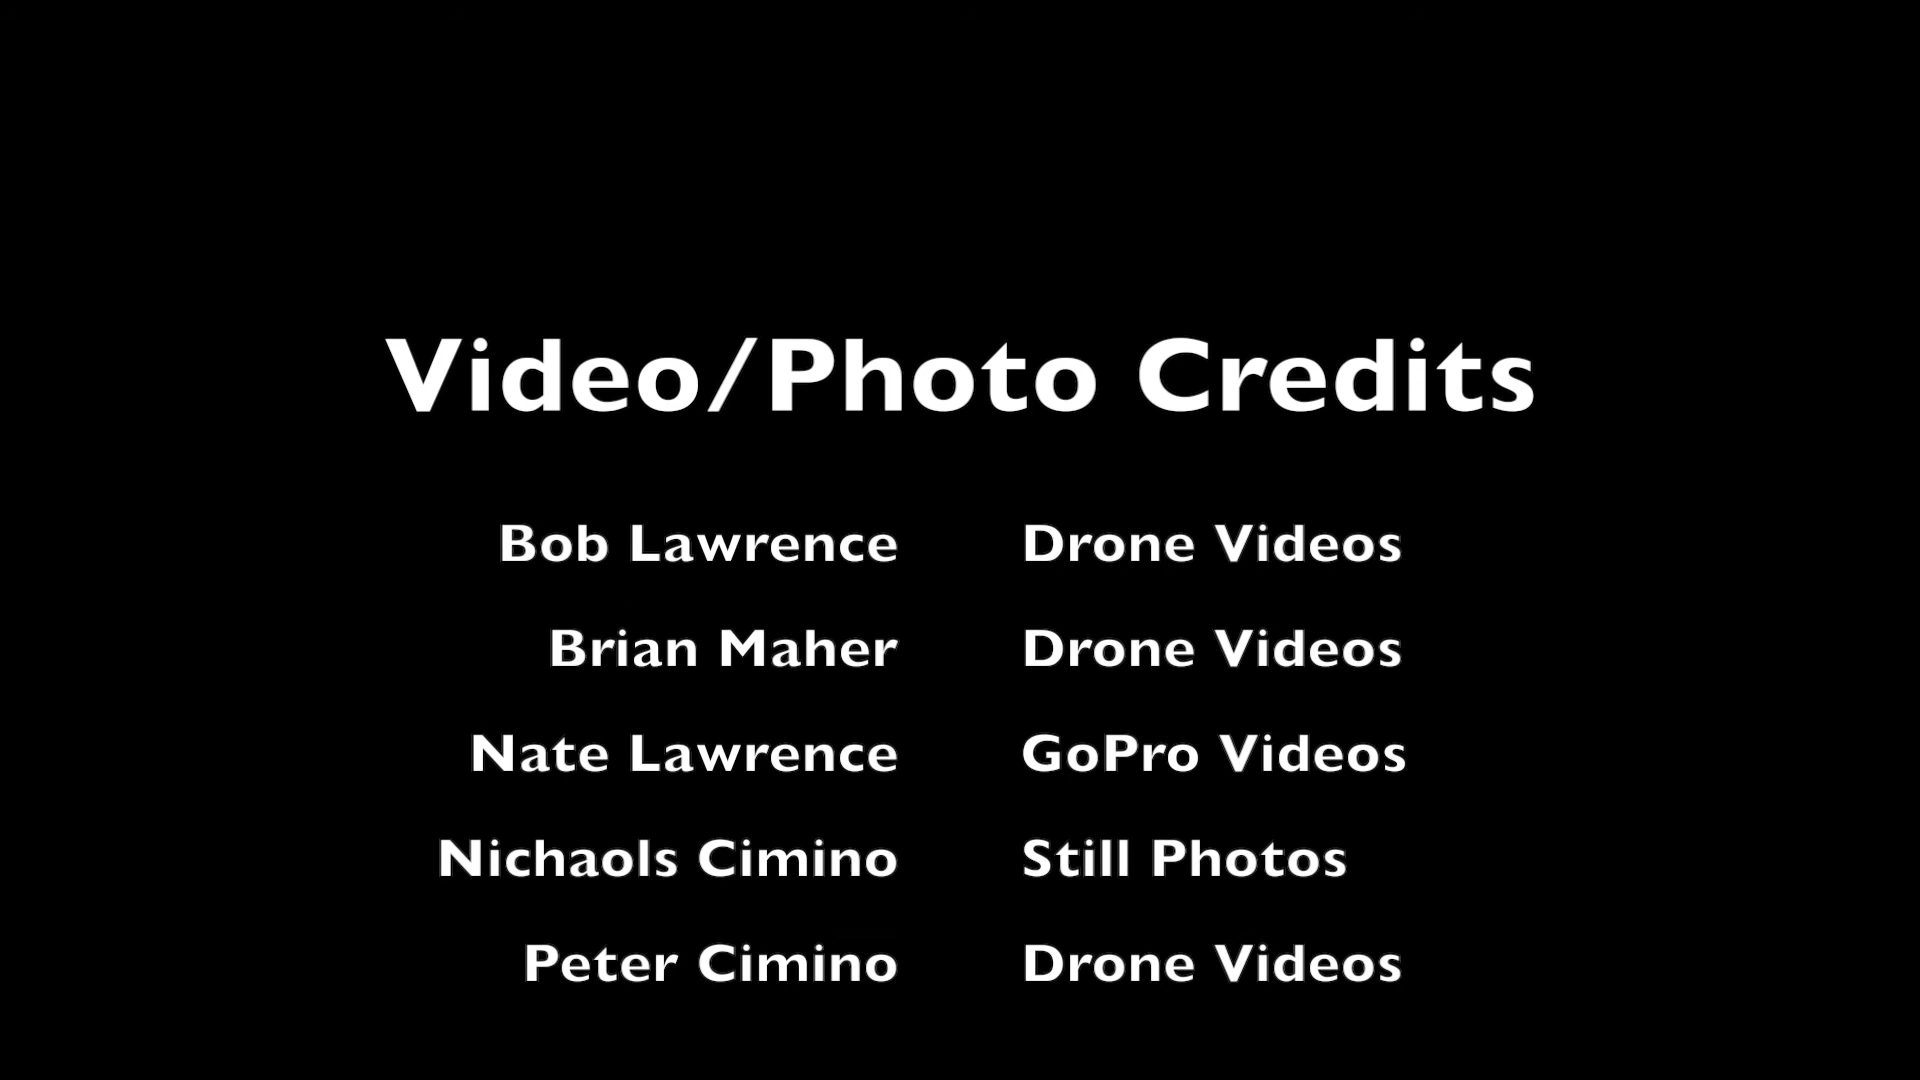 Video/Photo Credits
Bob Lawrence Drone Videos
Brian Maher Drone Videos
Nate Lawrence GoPro Videos
Nichaols Cimino Still Photos
Peter Cimino Drone Videos